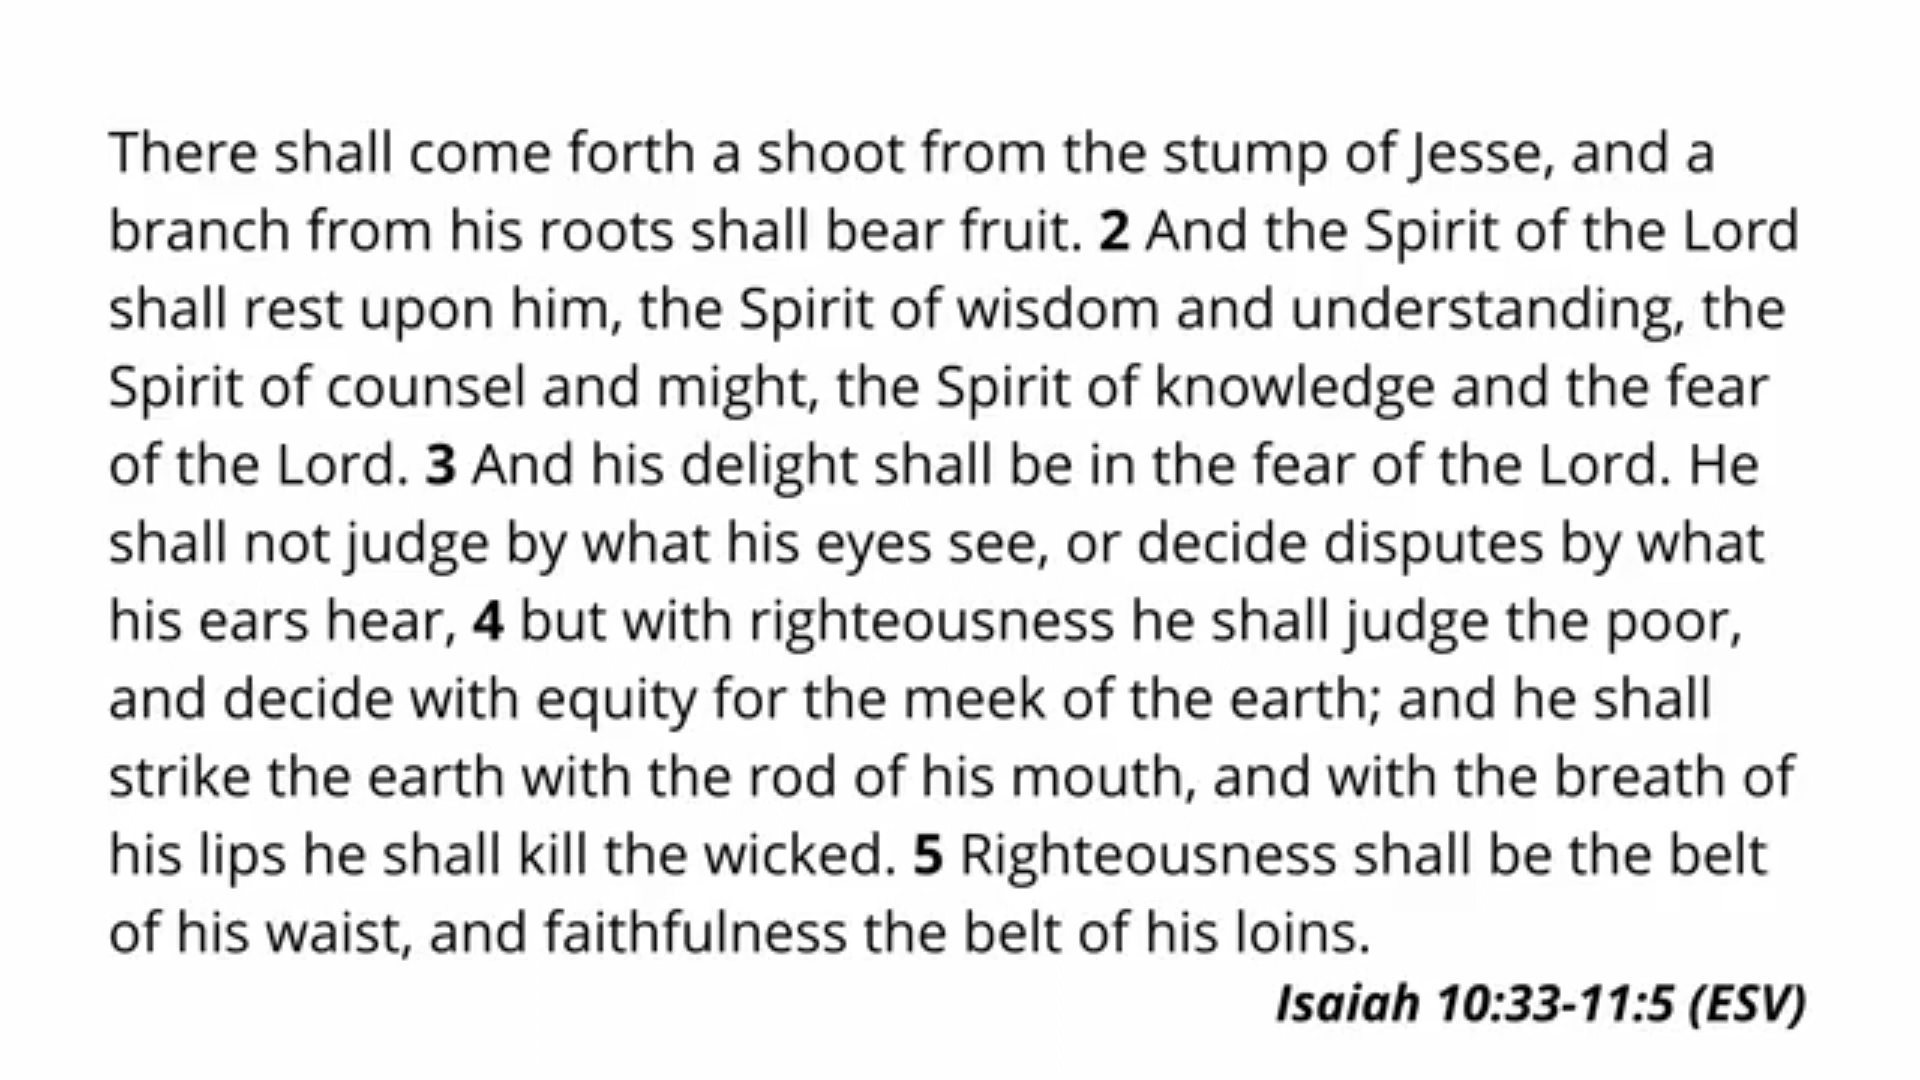 There shall come forth a shoot from the stump of Jesse, and a
branch from his roots shall bear fruit. 2 And the Spirit of the Lord
shall rest upon him, the Spirit of wisdom and understanding, the
Spirit of counsel and might, the Spirit of knowledge and the fear
of the Lord. 3 And his delight shall be in the fear of the Lord. He
shall not judge by what his eyes see, or decide disputes by what
his ears hear, 4 but with righteousness he shall judge the poor,
and decide with equity for the meek of the earth; and he shall
strike the earth with the rod of his mouth, and with the breath of
his lips he shall kill the wicked. 5 Righteousness shall be the belt
of his waist, and faithfulness the belt of his loins.
Isaiah 10:33-11:5 (ESV)